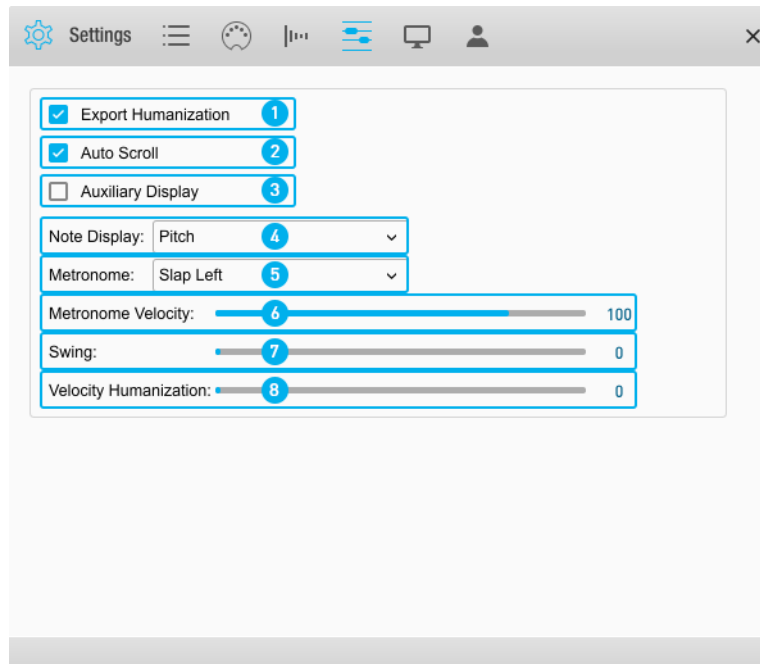 Settings
Export Humanization 1
Auto Scroll 2
Auxiliary Display 3
Note Display: Pitch 4
Metronome: Slap Left 5
Metronome Velocity: 6 100
Swing: 7 0
Velocity Humanization: 8 0